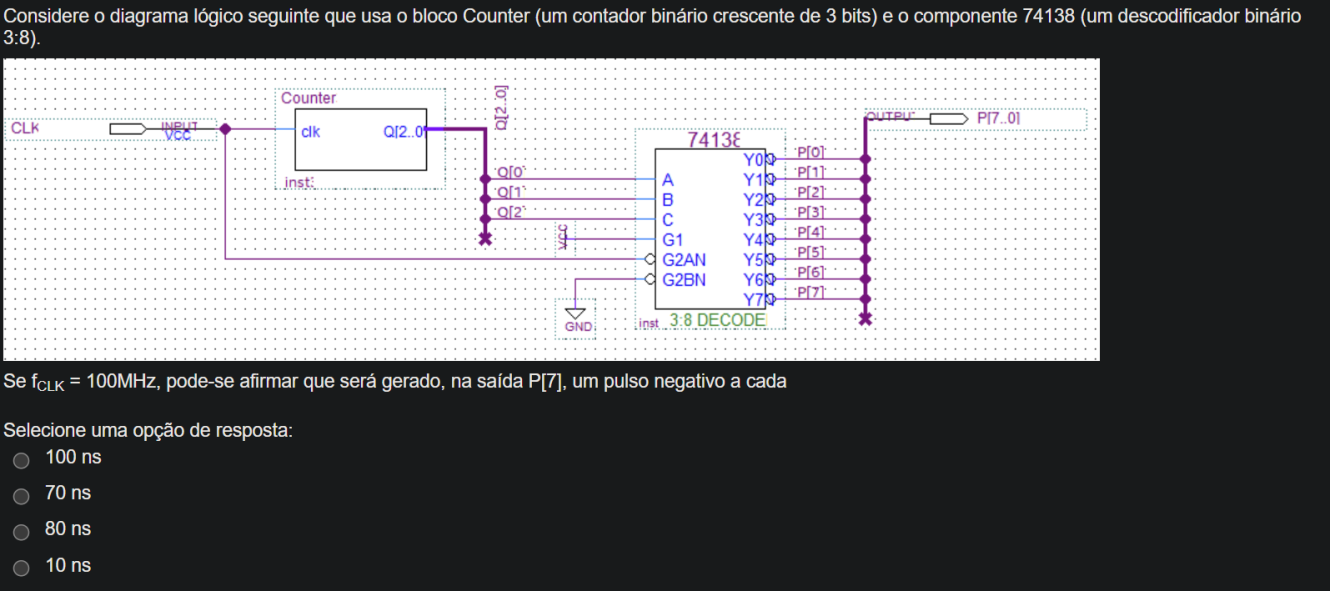 Considere o diagrama lógico seguinte que usa o bloco Counter (um contador binário crescente de 3 bits) e o componente 74138 (um descodificador binário
3:8).
Counter
Q[2..0]
CLK
INPUT
VCC
clk
Q[2..0
inst
OUTPUT
P[7..0]
74138
Q[0
Q[1
Q[2
VCC
A
B
C
G1
G2AN
G2BN
Y0
Y1
Y2
Y3
Y4
Y5
Y6
Y7
P[0]
P[1]
P[2]
P[3]
P[4]
P[5]
P[6]
P[7]
GND
inst
3:8 DECODE
Se fCLK = 100MHz, pode-se afirmar que será gerado, na saída P[7], um pulso negativo a cada
Selecione uma opção de resposta:
100 ns
70 ns
80 ns
10 ns